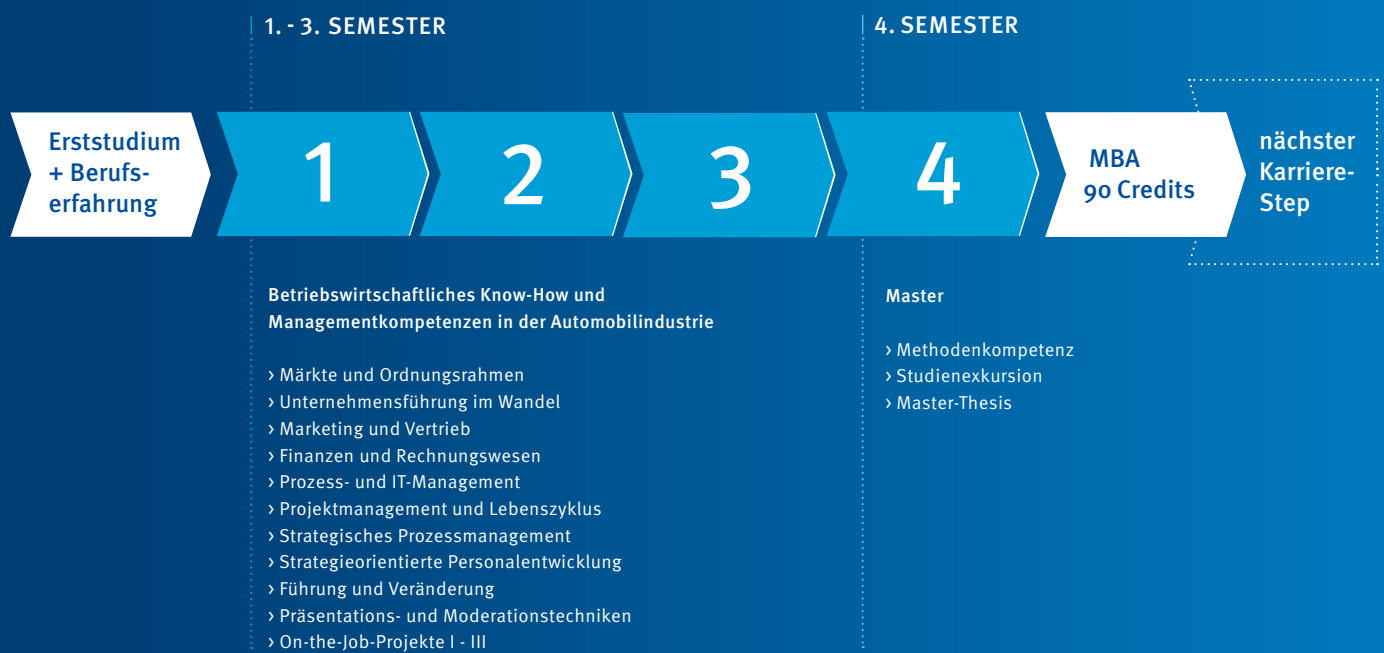 1. - 3. SEMESTER
4. SEMESTER
Erststudium
+ Berufs-
erfahrung
1
2
3
4
MBA
90 Credits
nächster
Karriere-
Step
Betriebswirtschaftliches Know-How und
Managementkompetenzen in der Automobilindustrie
> Märkte und Ordnungsrahmen
> Unternehmensführung im Wandel
> Marketing und Vertrieb
> Finanzen und Rechnungswesen
> Prozess- und IT-Management
> Projektmanagement und Lebenszyklus
> Strategisches Prozessmanagement
> Strategieorientierte Personalentwicklung
> Führung und Veränderung
> Präsentations- und Moderationstechniken
> On-the-Job-Projekte I - III
Master
> Methodenkompetenz
> Studienexkursion
> Master-Thesis